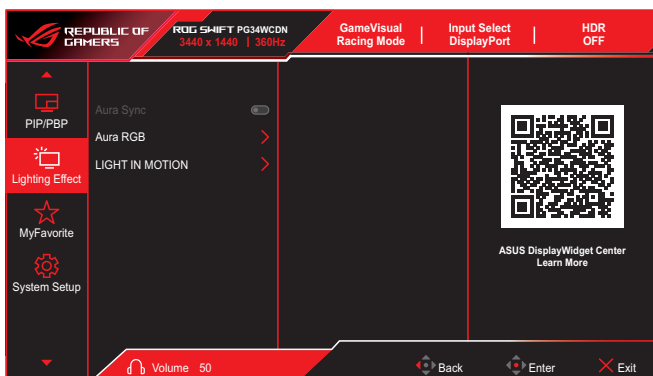 REPUBLIC OF
GAMERS
ROG SWIFT PG34WCDN
3440 x 1440 | 360Hz
GameVisual
Racing Mode
Input Select
DisplayPort
HDR
OFF
PIP/PBP
Lighting Effect
MyFavorite
System Setup
Aura Sync
Aura RGB
LIGHT IN MOTION
ASUS DisplayWidget Center
Learn More
Volume 50
Back
Enter
Exit